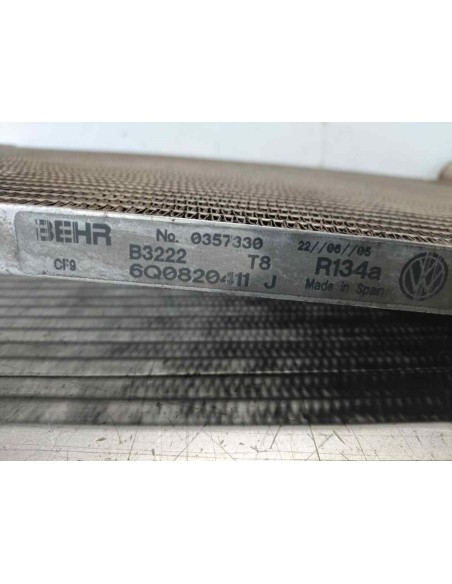 BEHR No. 0357330 22//06//05
B3222 T8 R134a
CF9 6Q0820411 J Made in Spain